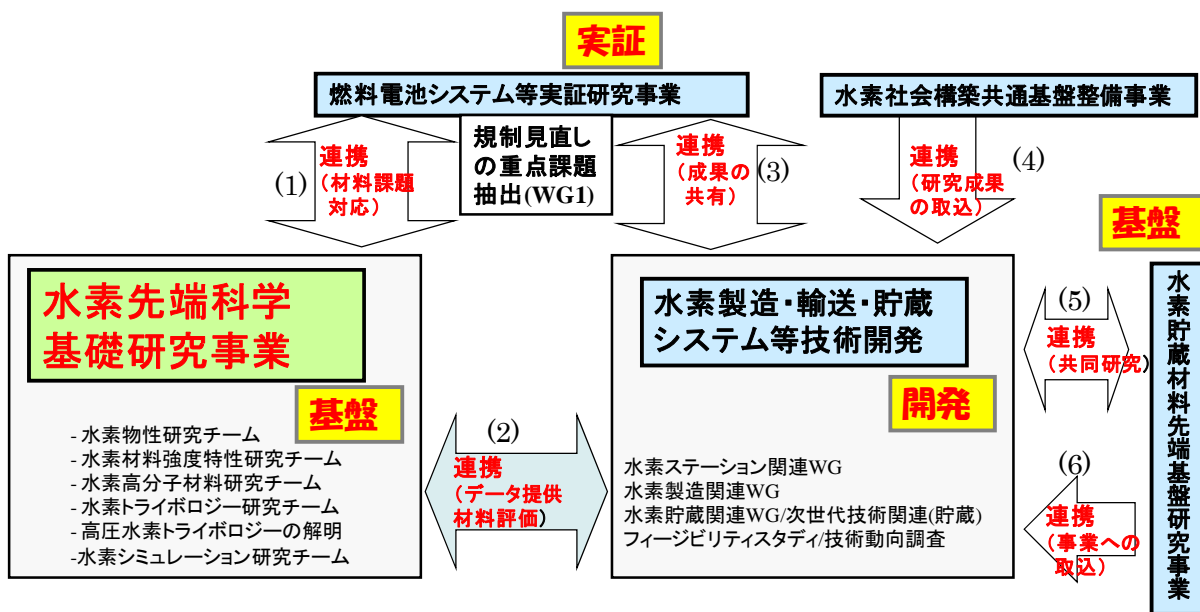 実証
燃料電池システム等実証研究事業
水素社会構築共通基盤整備事業
規制見直し
の重点課題
抽出(WG1)
(1)
連携
(材料課題
対応)
連携
(成果の
共有)
(3)
連携
(研究成果
の取込)
(4)
基盤
水素先端科学
基礎研究事業
基盤
- 水素物性研究チーム
- 水素材料強度特性研究チーム
- 水素高分子材料研究チーム
- 水素トライボロジー研究チーム
- 高圧水素トライボロジーの解明
-水素シミュレーション研究チーム
(2)
連携
(データ提供
材料評価)
水素製造・輸送・貯蔵
システム等技術開発
開発
水素ステーション関連WG
水素製造関連WG
水素貯蔵関連WG/次世代技術関連(貯蔵)
フィージビリティスタディ/技術動向調査
(5)
連携
(共同研究)
(6)
連携
(事業への
取込)
水素貯蔵材料先端基盤研究事業